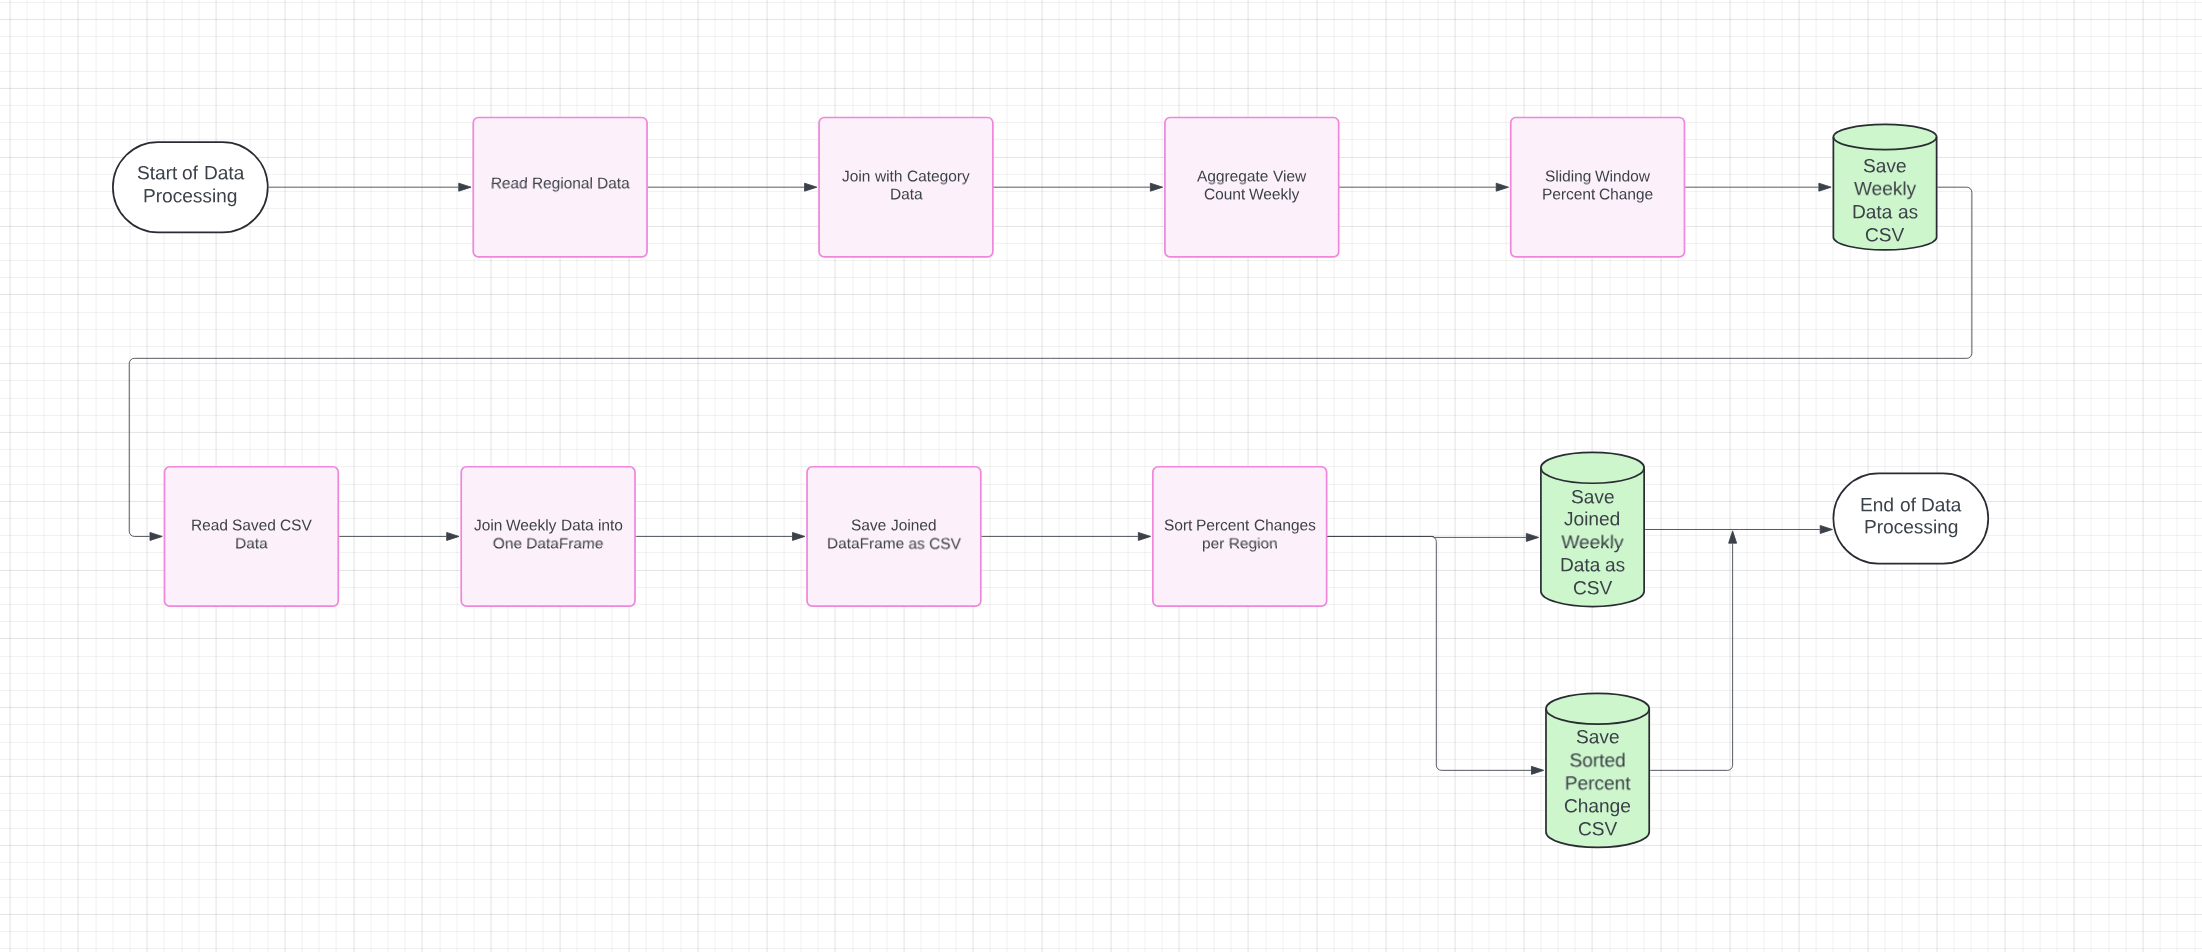 Start of Data
Processing
Read Regional Data
Join with Category
Data
Aggregate View
Count Weekly
Sliding Window
Percent Change
Save
Weekly
Data as
CSV
Read Saved CSV
Data
Join Weekly Data into
One DataFrame
Save Joined
DataFrame as CSV
Sort Percent Changes
per Region
Save
Joined
Weekly
Data as
CSV
End of Data
Processing
Save
Sorted
Percent
Change
CSV